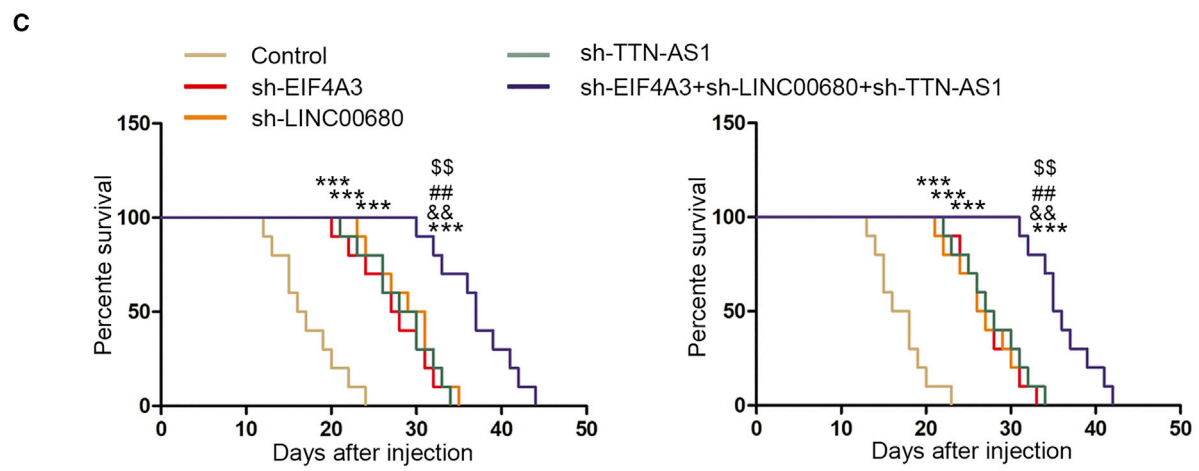 C
Control
sh-EIF4A3
sh-LINC00680
sh-TTN-AS1
sh-EIF4A3+sh-LINC00680+sh-TTN-AS1
150
100
50
0
Percente survival
***
***
***
$$
##
&&
***
0 10 20 30 40 50
Days after injection
150
100
50
0
Percente survival
***
***
***
$$
##
&&
***
0 10 20 30 40 50
Days after injection